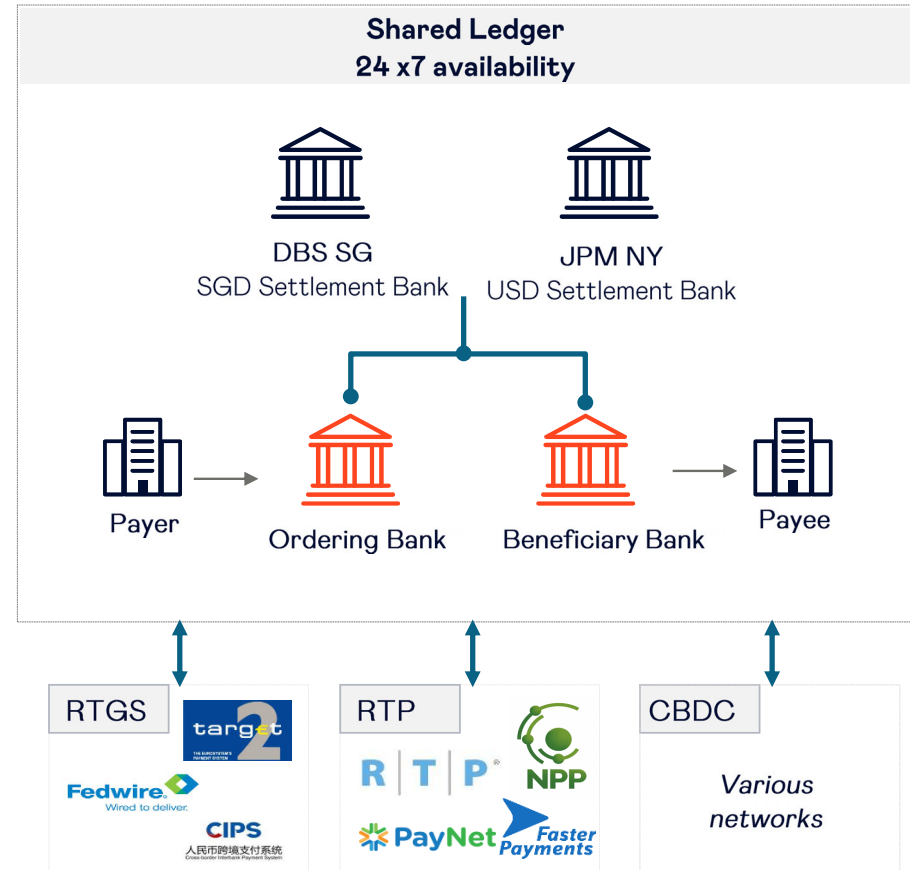 Shared Ledger
24 x7 availability
DBS SG
SGD Settlement Bank
JPM NY
USD Settlement Bank
Payer
Ordering Bank
Beneficiary Bank
Payee
RTGS
target2
THE EUROSYSTEM'S
PAYMENT SYSTEM
Fedwire®
Wired to deliver.
CIPS
人民币跨境支付系统
Cross-border Interbank Payment System
RTP
R|T|P®
NPP
PayNet
Faster
Payments
CBDC
Various
networks